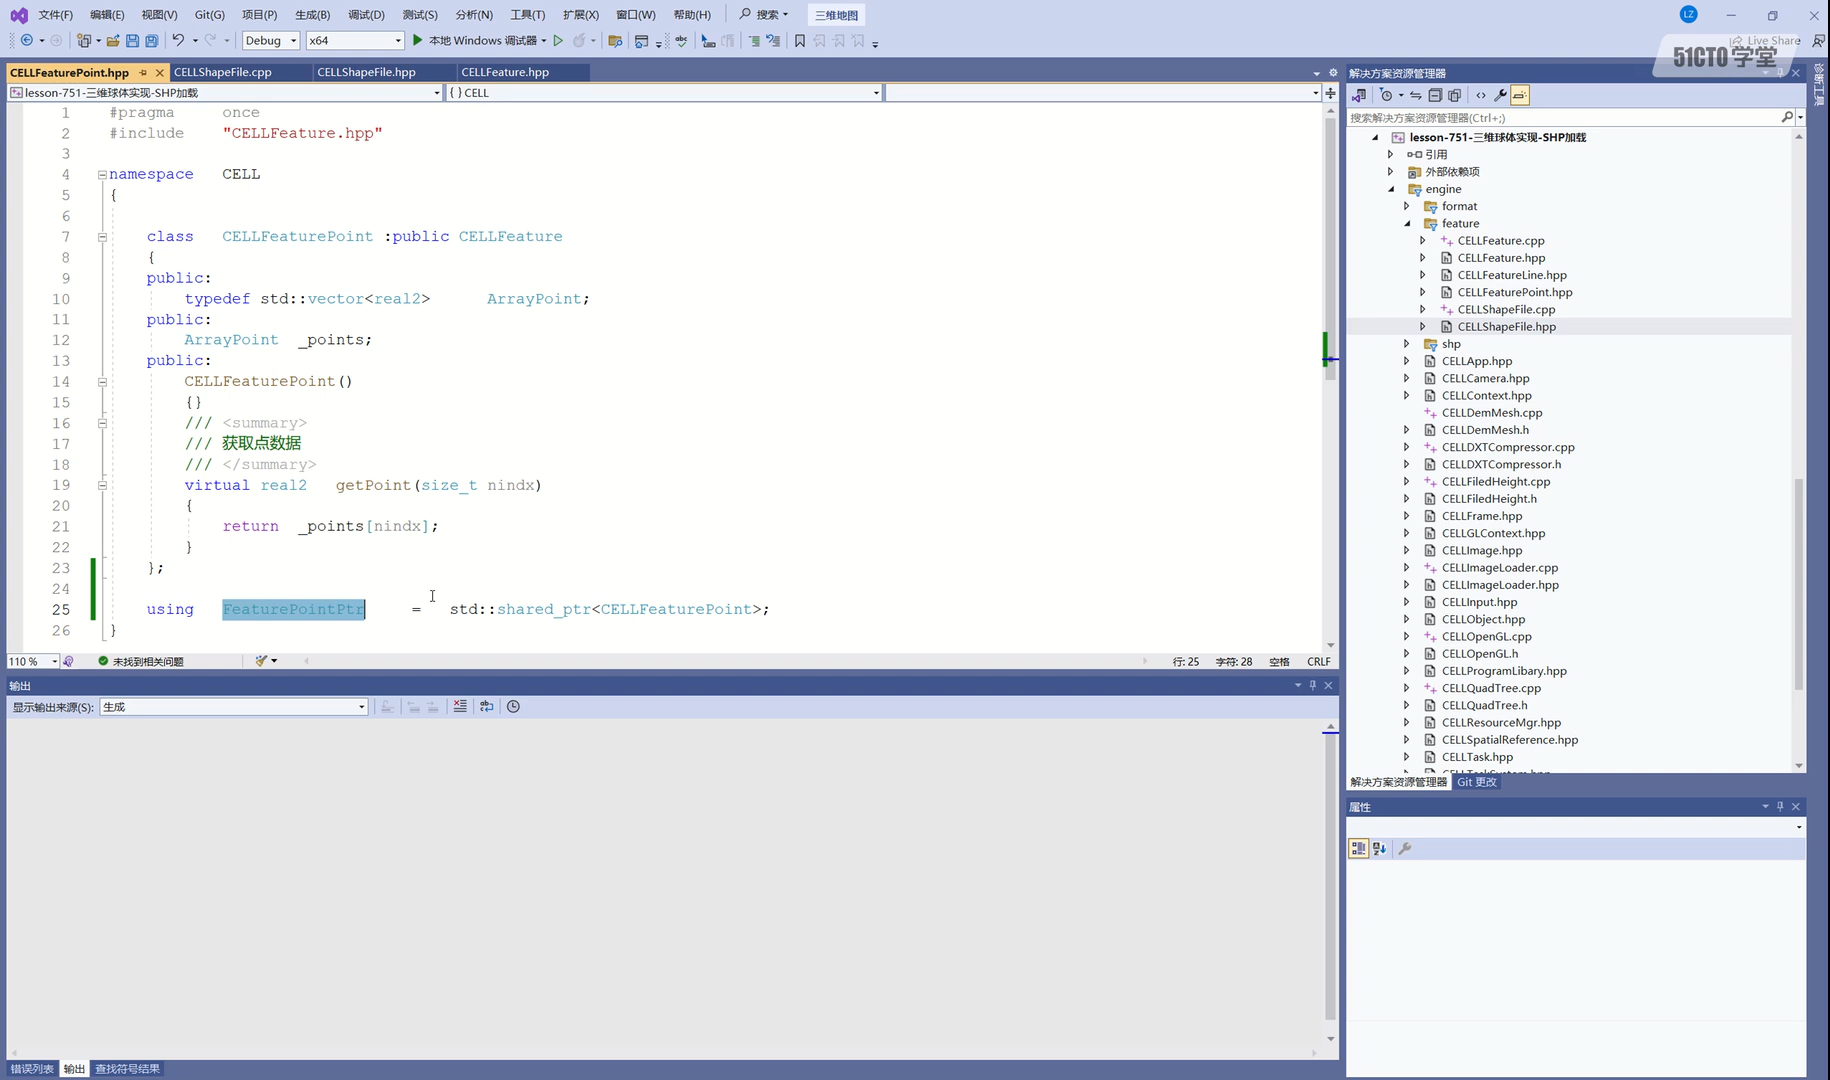 文件(F) 编辑(E) 视图(V) Git(G) 项目(P) 生成(B) 调试(D) 测试(S) 分析(N) 工具(T) 扩展(X) 窗口(W) 帮助(H) 搜索 三维地图 LZ
Debug x64 本地 Windows 调试器 Live Share
51CTO学堂
CELLFeaturePoint.hpp CELLShapeFile.cpp CELLShapeFile.hpp CELLFeature.hpp
lesson-751-三维球体实现-SHP加载 { } CELL
1 #pragma once
2 #include "CELLFeature.hpp"
3
4 namespace CELL
5 {
6
7 class CELLFeaturePoint :public CELLFeature
8 {
9 public:
10 typedef std::vector<real2> ArrayPoint;
11 public:
12 ArrayPoint _points;
13 public:
14 CELLFeaturePoint()
15 {}
16 /// <summary>
17 /// 获取点数据
18 /// </summary>
19 virtual real2 getPoint(size_t nindx)
20 {
21 return _points[nindx];
22 }
23 };
24
25 using FeaturePointPtr = std::shared_ptr<CELLFeaturePoint>;
26 }
110 % 未找到相关问题 行: 25 字符: 28 空格 CRLF
输出
显示输出来源(S): 生成
错误列表 输出 查找符号结果
解决方案资源管理器
搜索解决方案资源管理器(Ctrl+;)
lesson-751-三维球体实现-SHP加载
引用
外部依赖项
engine
format
feature
CELLFeature.cpp
CELLFeature.hpp
CELLFeatureLine.hpp
CELLFeaturePoint.hpp
CELLShapeFile.cpp
CELLShapeFile.hpp
shp
CELLApp.hpp
CELLCamera.hpp
CELLContext.hpp
CELLDemMesh.cpp
CELLDemMesh.h
CELLDXTCompressor.cpp
CELLDXTCompressor.h
CELLFiledHeight.cpp
CELLFiledHeight.h
CELLFrame.hpp
CELLGLContext.hpp
CELLImage.hpp
CELLImageLoader.cpp
CELLImageLoader.hpp
CELLInput.hpp
CELLObject.hpp
CELLOpenGL.cpp
CELLOpenGL.h
CELLProgramLibary.hpp
CELLQuadTree.cpp
CELLQuadTree.h
CELLResourceMgr.hpp
CELLSpatialReference.hpp
CELLTask.hpp
解决方案资源管理器 Git 更改
属性
诊断工具